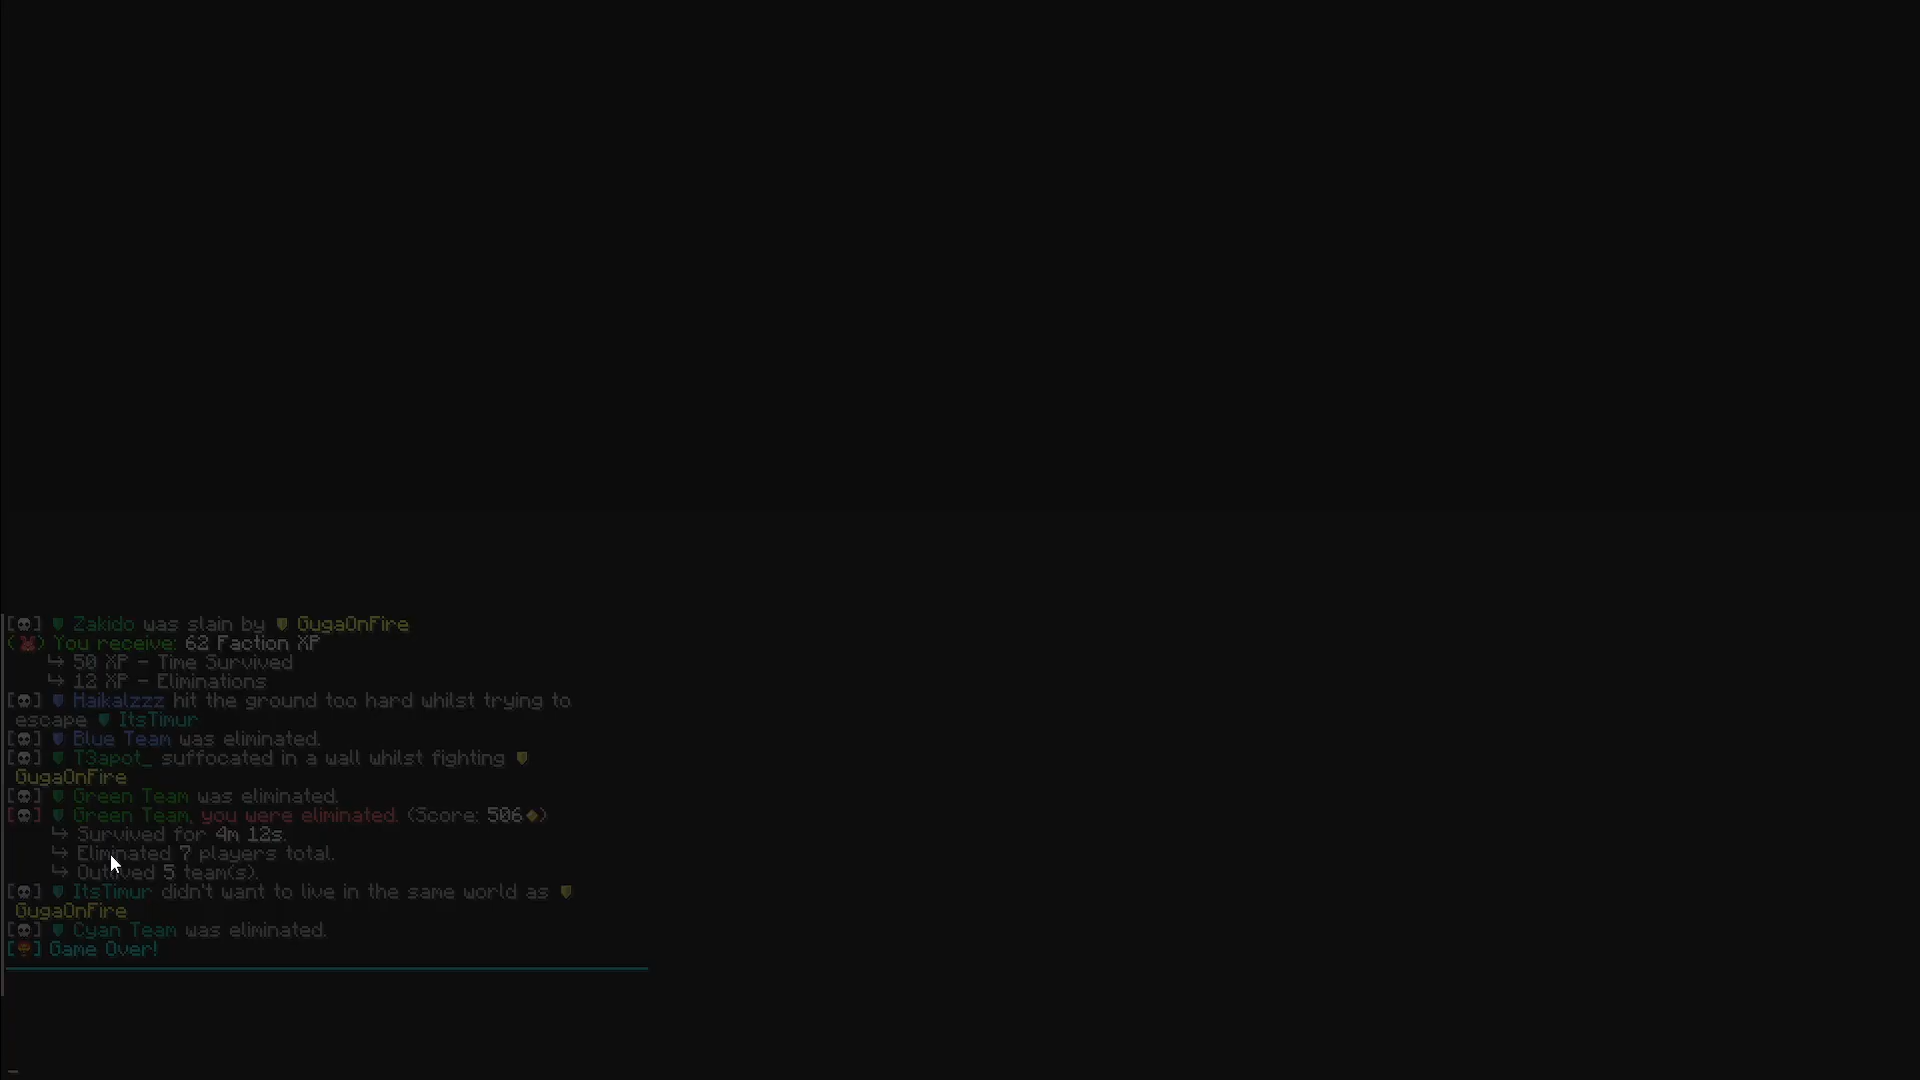 [☠] Zakido was slain by GugaOnFire
( ) You receive: 62 Faction XP
↪ 50 XP - Time Survived
↪ 12 XP - Eliminations
[☠] Haikalzzz hit the ground too hard whilst trying to
escape ItsTimur
[☠] Blue Team was eliminated.
[☠] T3apot_ suffocated in a wall whilst fighting
GugaOnFire
[☠] Green Team was eliminated.
[☠] Green Team, you were eliminated. (Score: 506◆)
↪ Survived for 4m 12s.
↪ Eliminated 7 players total.
↪ Outlived 5 team(s).
[☠] ItsTimur didn't want to live in the same world as
GugaOnFire
[☠] Cyan Team was eliminated.
[ ] Game Over!
_